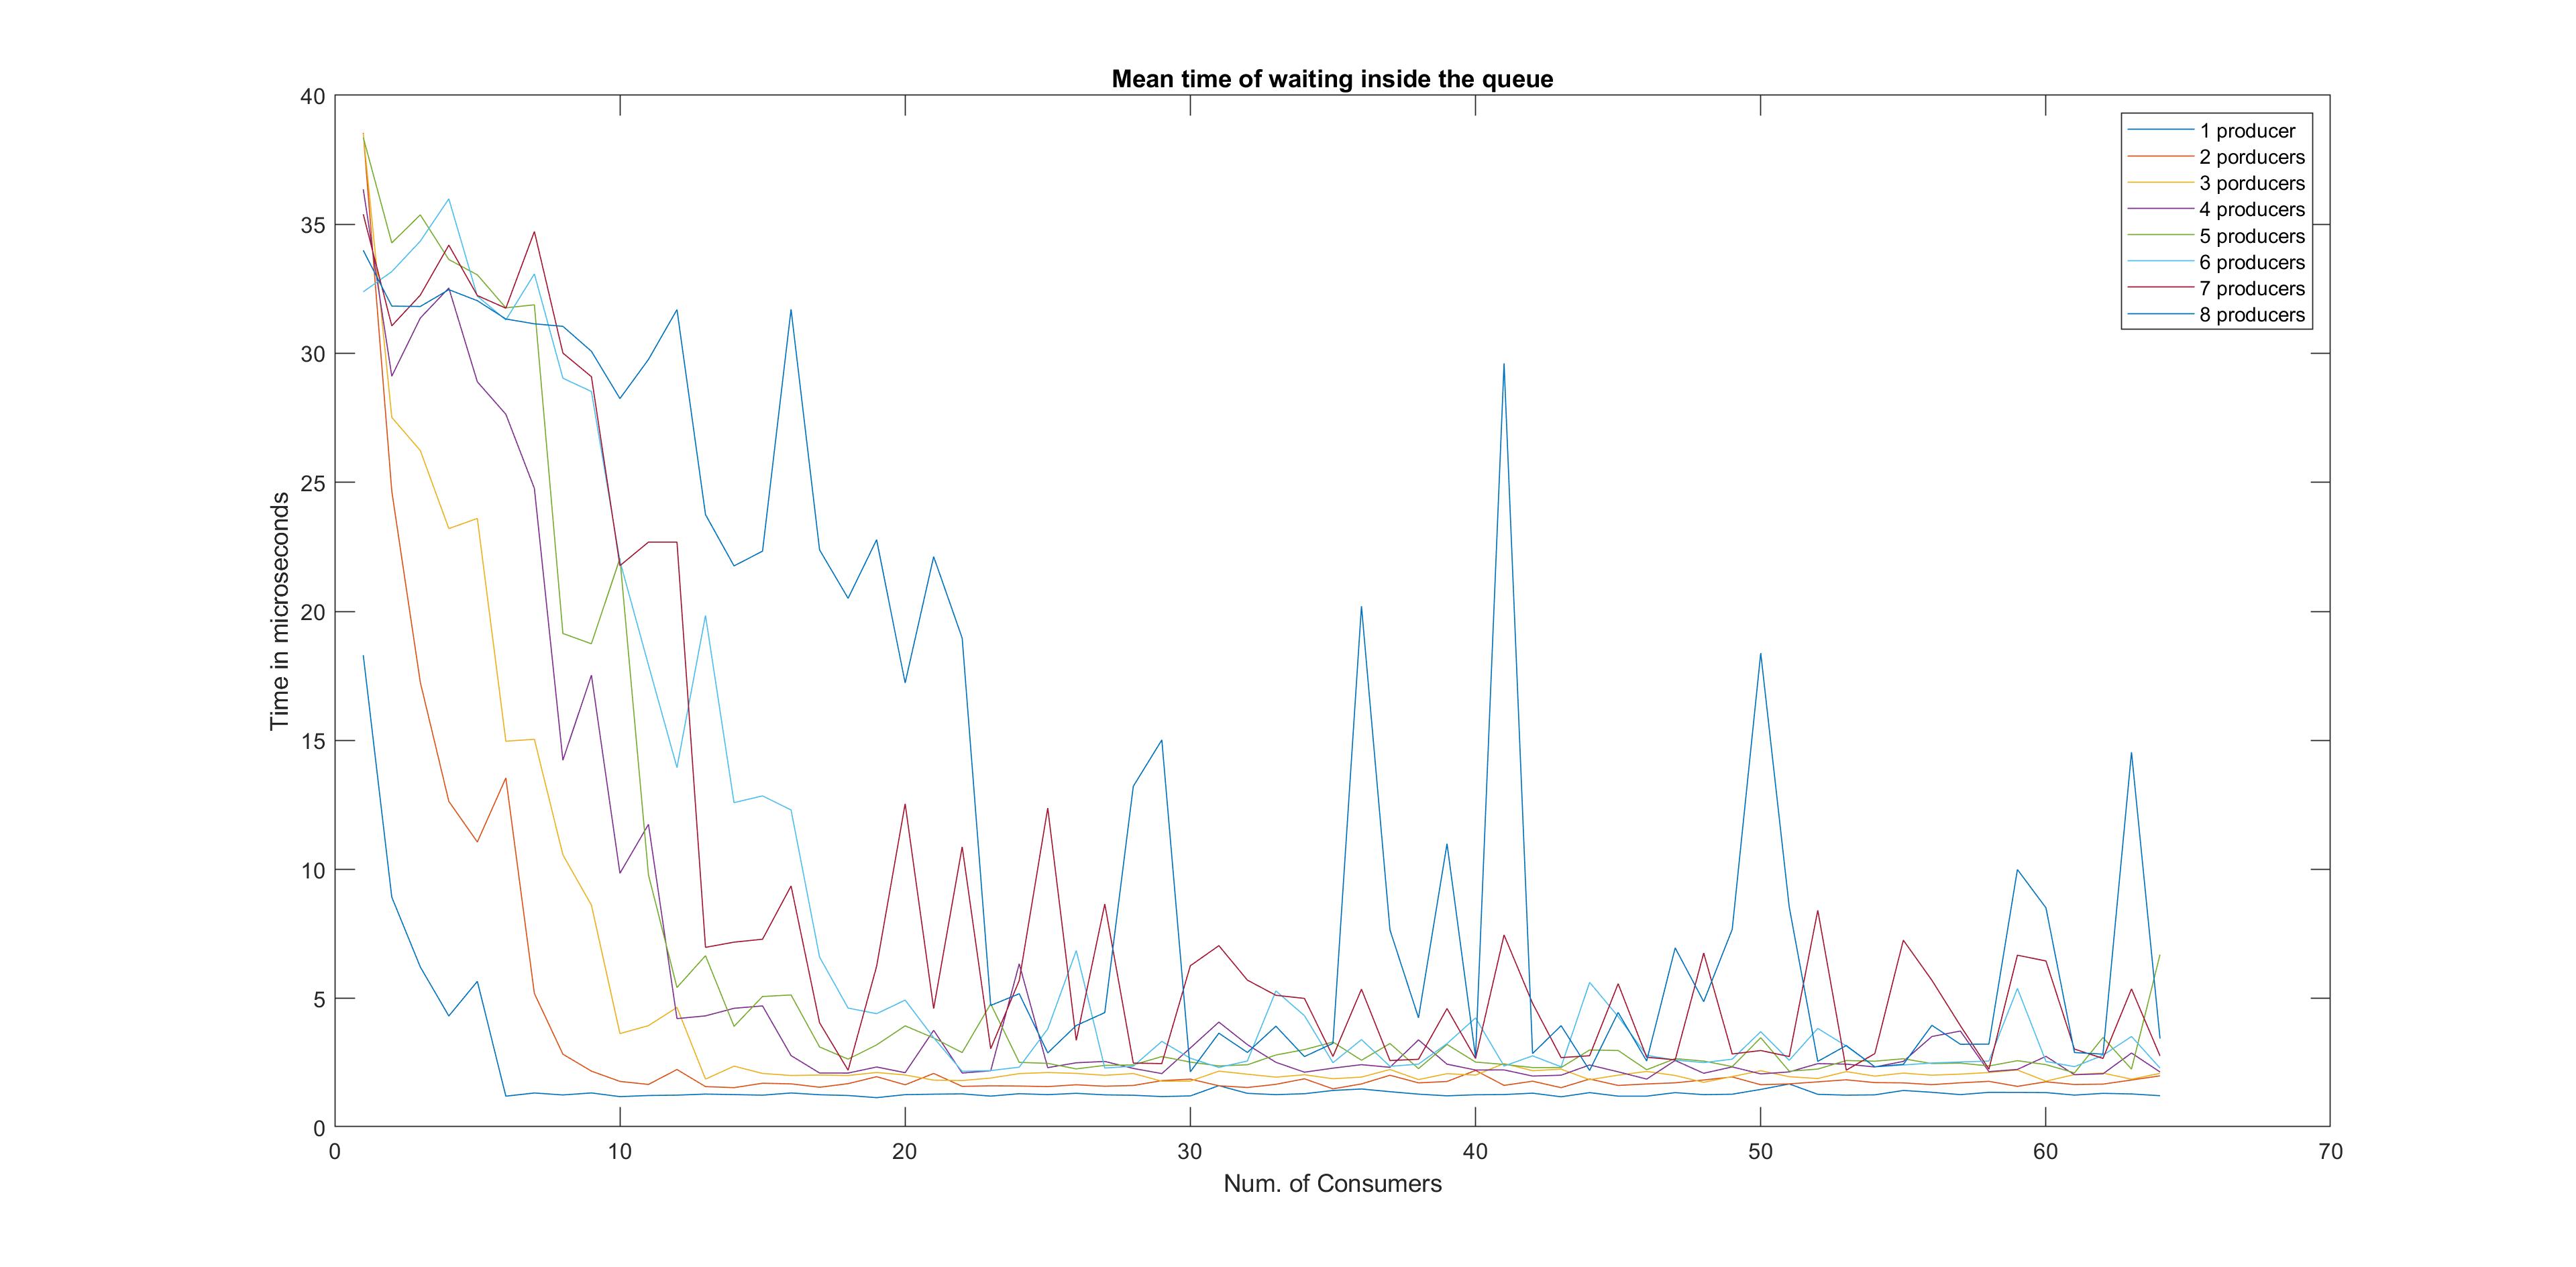 Mean time of waiting inside the queue
40
35
30
25
20
15
10
5
0
Time in microseconds
0 10 20 30 40 50 60 70
Num. of Consumers
1 producer
2 porducers
3 porducers
4 producers
5 producers
6 producers
7 producers
8 producers